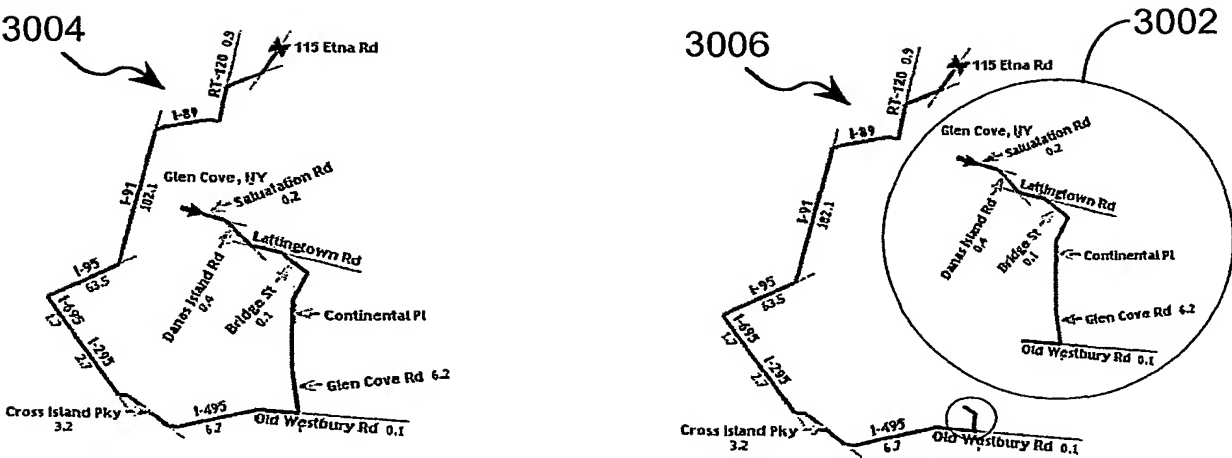 3004
115 Etna Rd
RT-120 0.9
I-89
Glen Cove, NY
Saluatation Rd
0.2
I-91
102.1
Lattingtown Rd
Danos Island Rd
0.4
Bridge St
0.1
I-95
63.5
Continental Pl
I-695
1.7
I-295
2.7
Glen Cove Rd 6.2
Cross Island Pky
3.2
I-495
6.7
Old Westbury Rd 0.1
3006
3002
115 Etna Rd
RT-120 0.9
I-89
Glen Cove, NY
Saluatation Rd
0.2
I-91
102.1
Lattingtown Rd
Danas Island Rd
0.4
Bridge St
0.1
Continental Pl
I-95
63.5
I-695
1.7
Glen Cove Rd 6.2
I-295
2.7
Old Westbury Rd 0.1
Cross Island Pky
3.2
I-495
6.7
Old Westbury Rd 0.1